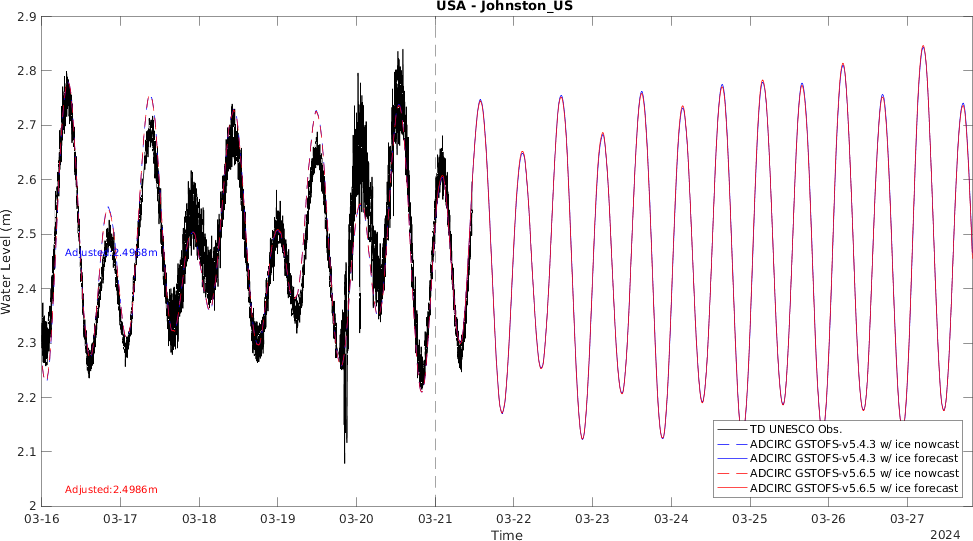 USA - Johnston_US
2.9
2.8
2.7
2.6
2.5
2.4
2.3
2.2
2.1
2
Water Level (m)
Adjusted:2.4968m
Adjusted:2.4986m
TD UNESCO Obs.
ADCIRC GSTOFS-v5.4.3 w/ ice nowcast
ADCIRC GSTOFS-v5.4.3 w/ ice forecast
ADCIRC GSTOFS-v5.6.5 w/ ice nowcast
ADCIRC GSTOFS-v5.6.5 w/ ice forecast
03-16 03-17 03-18 03-19 03-20 03-21 03-22 03-23 03-24 03-25 03-26 03-27
Time
2024